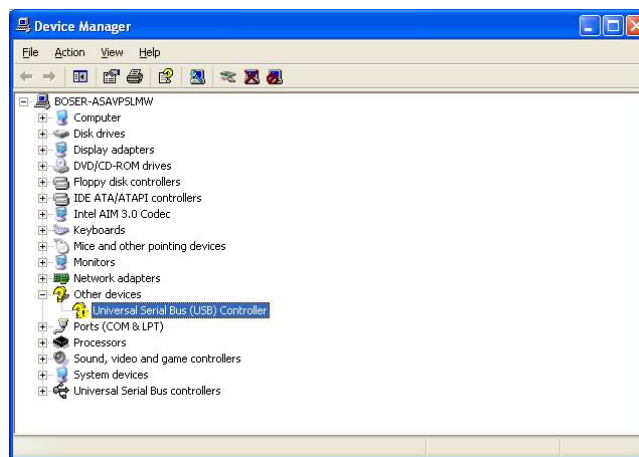 Device Manager
File Action View Help
BOSER-ASAVPSLMW
Computer
Disk drives
Display adapters
DVD/CD-ROM drives
Floppy disk controllers
IDE ATA/ATAPI controllers
Intel AIM 3.0 Codec
Keyboards
Mice and other pointing devices
Monitors
Network adapters
Other devices
Universal Serial Bus (USB) Controller
Ports (COM & LPT)
Processors
Sound, video and game controllers
System devices
Universal Serial Bus controllers